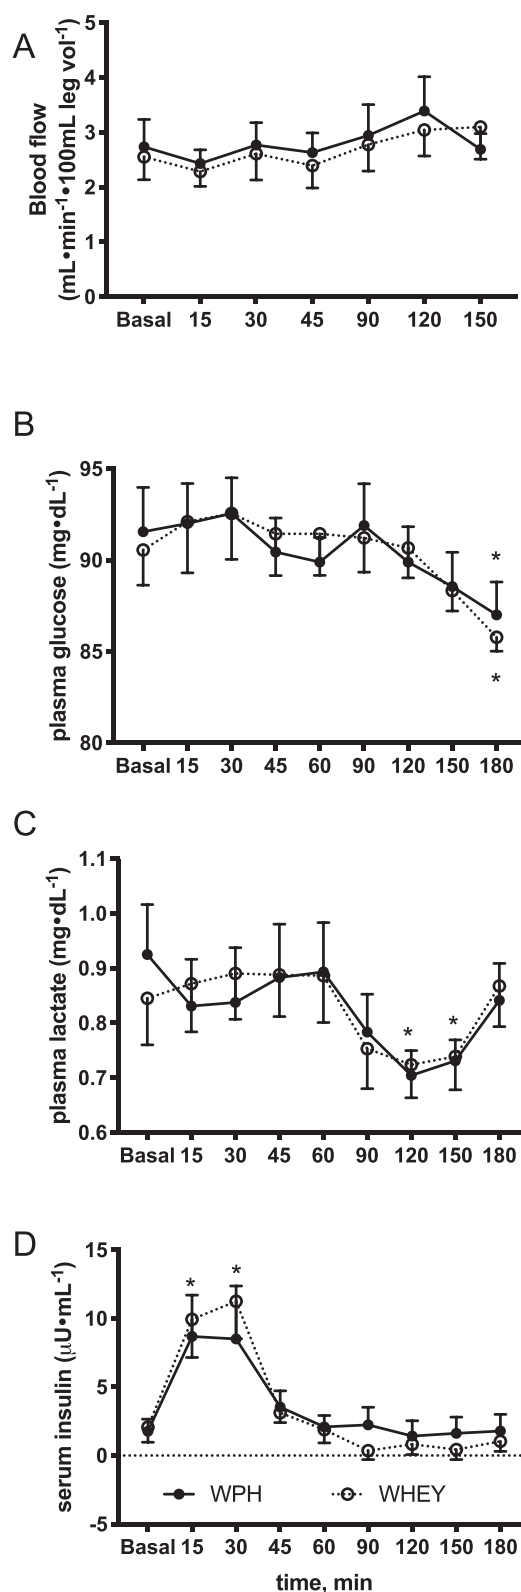 A
Blood flow
(mL•min⁻¹•100mL leg vol⁻¹)
5
4
3
2
1
0
Basal 15 30 45 90 120 150
B
plasma glucose (mg•dL⁻¹)
95
90
85
80
*
*
Basal 15 30 45 60 90 120 150 180
C
plasma lactate (mg•dL⁻¹)
1.1
1.0
0.9
0.8
0.7
0.6
* *
Basal 15 30 45 60 90 120 150 180
D
serum insulin (μU•mL⁻¹)
15
10
5
0
-5
* *
WPH WHEY
Basal 15 30 45 60 90 120 150 180
time, min